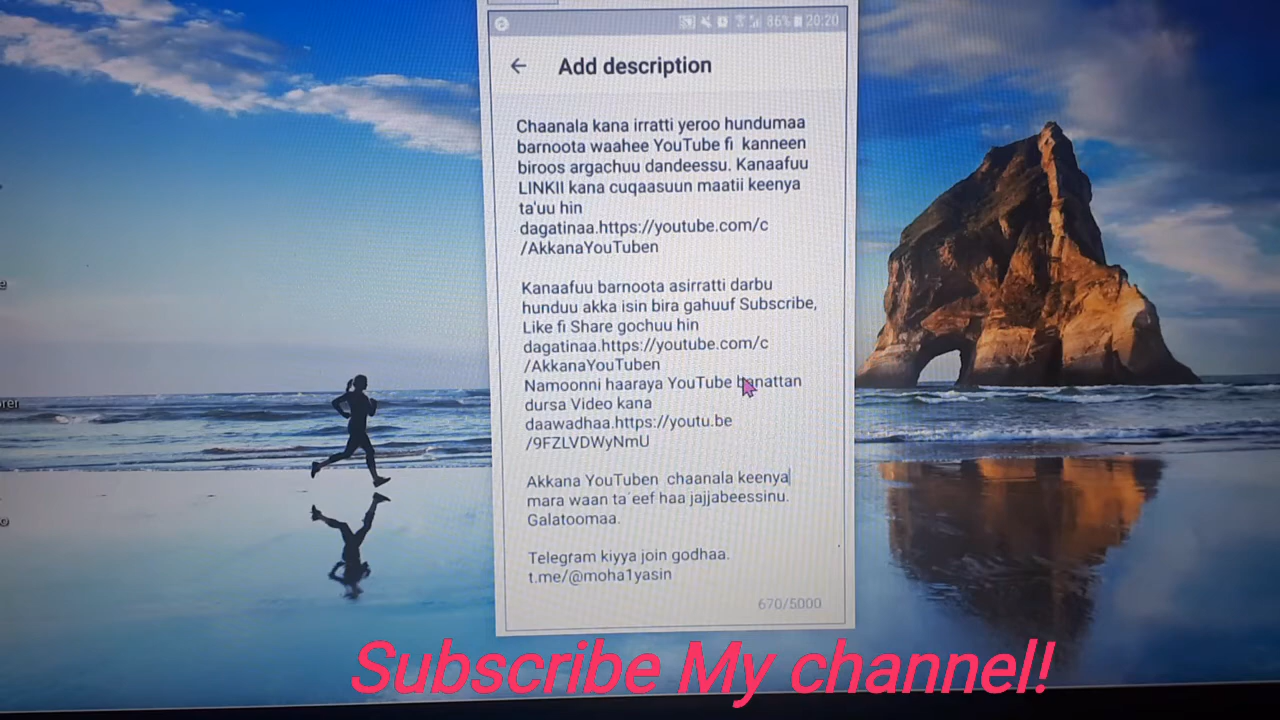 86% 20:20
Add description
Chaanala kana irratti yeroo hundumaa
barnoota waahee YouTube fi kanneen
biroos argachuu dandeessu. Kanaafuu
LINKII kana cuqaasuun maatii keenya
ta'uu hin
dagatinaa.https://youtube.com/c
/AkkanaYouTuben
Kanaafuu barnoota asirratti darbu
hunduu akka isin bira gahuuf Subscribe,
Like fi Share gochuu hin
dagatinaa.https://youtube.com/c
/AkkanaYouTuben
Namoonni haaraya YouTube banattan
dursa Video kana
daawadhaa.https://youtu.be
/9FZLVDWyNmU
Akkana YouTuben chaanala keenya
mara waan ta´eef haa jajjabeessinu.
Galatoomaa.
Telegram kiyya join godhaa.
t.me/@moha1yasin
670/5000
Subscribe My channel!